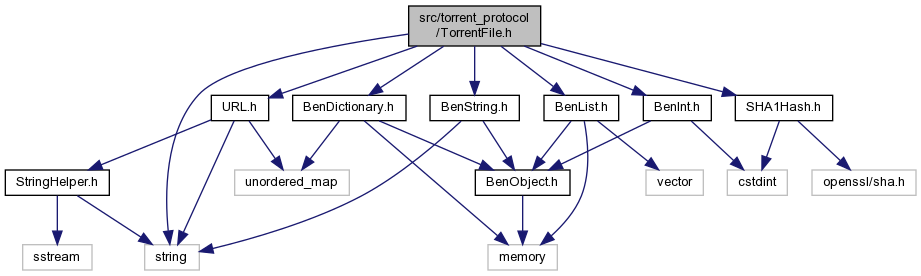 src/torrent_protocol
/TorrentFile.h
URL.h
BenDictionary.h
BenString.h
BenList.h
BenInt.h
SHA1Hash.h
StringHelper.h
unordered_map
BenObject.h
vector
cstdint
openssl/sha.h
sstream
string
memory